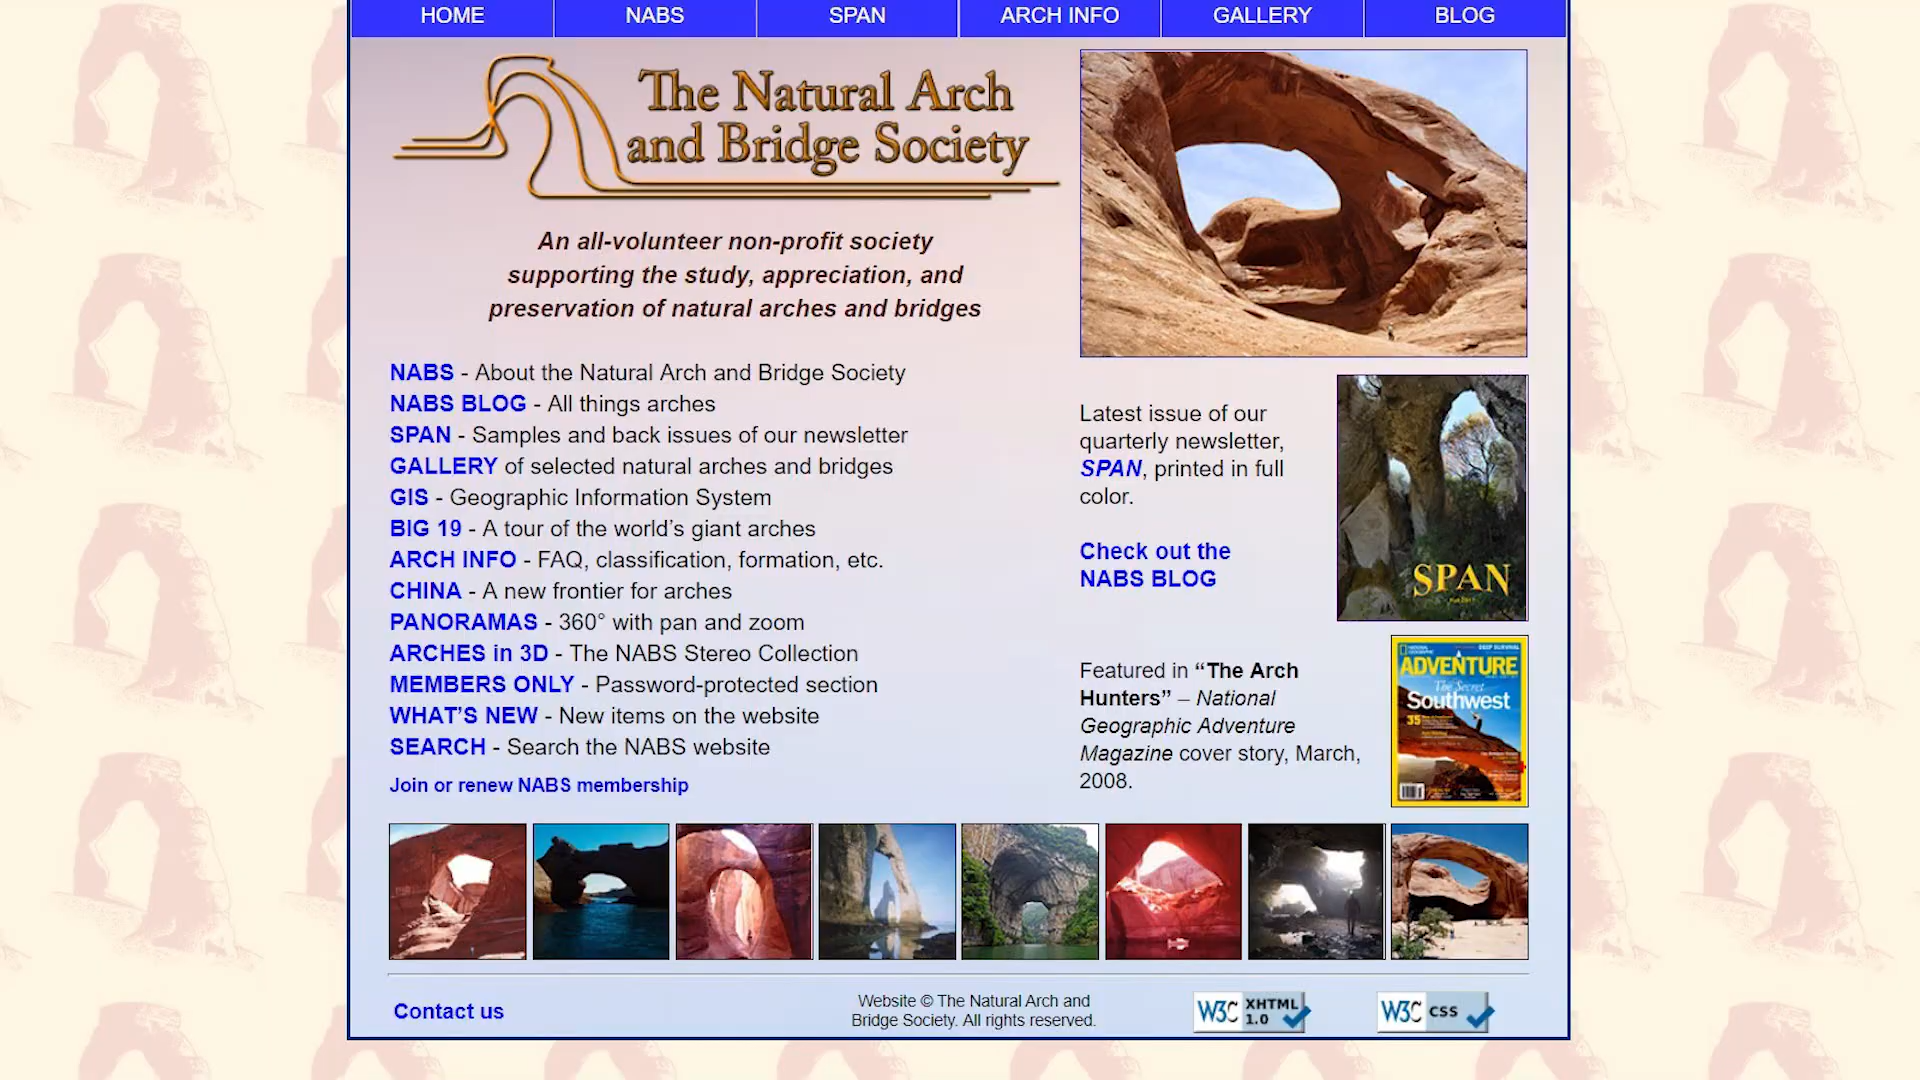 HOME NABS SPAN ARCH INFO GALLERY BLOG
The Natural Arch
and Bridge Society
An all-volunteer non-profit society
supporting the study, appreciation, and
preservation of natural arches and bridges
NABS - About the Natural Arch and Bridge Society
NABS BLOG - All things arches
SPAN - Samples and back issues of our newsletter
GALLERY of selected natural arches and bridges
GIS - Geographic Information System
BIG 19 - A tour of the world’s giant arches
ARCH INFO - FAQ, classification, formation, etc.
CHINA - A new frontier for arches
PANORAMAS - 360° with pan and zoom
ARCHES in 3D - The NABS Stereo Collection
MEMBERS ONLY - Password-protected section
WHAT’S NEW - New items on the website
SEARCH - Search the NABS website
Join or renew NABS membership
Latest issue of our
quarterly newsletter,
SPAN, printed in full
color.
Check out the
NABS BLOG
SPAN
Featured in “The Arch
Hunters” – National
Geographic Adventure
Magazine cover story, March,
2008.
ADVENTURE
The Secret
Southwest
35
Contact us
Website © The Natural Arch and
Bridge Society. All rights reserved.
W3C XHTML
1.0
W3C CSS